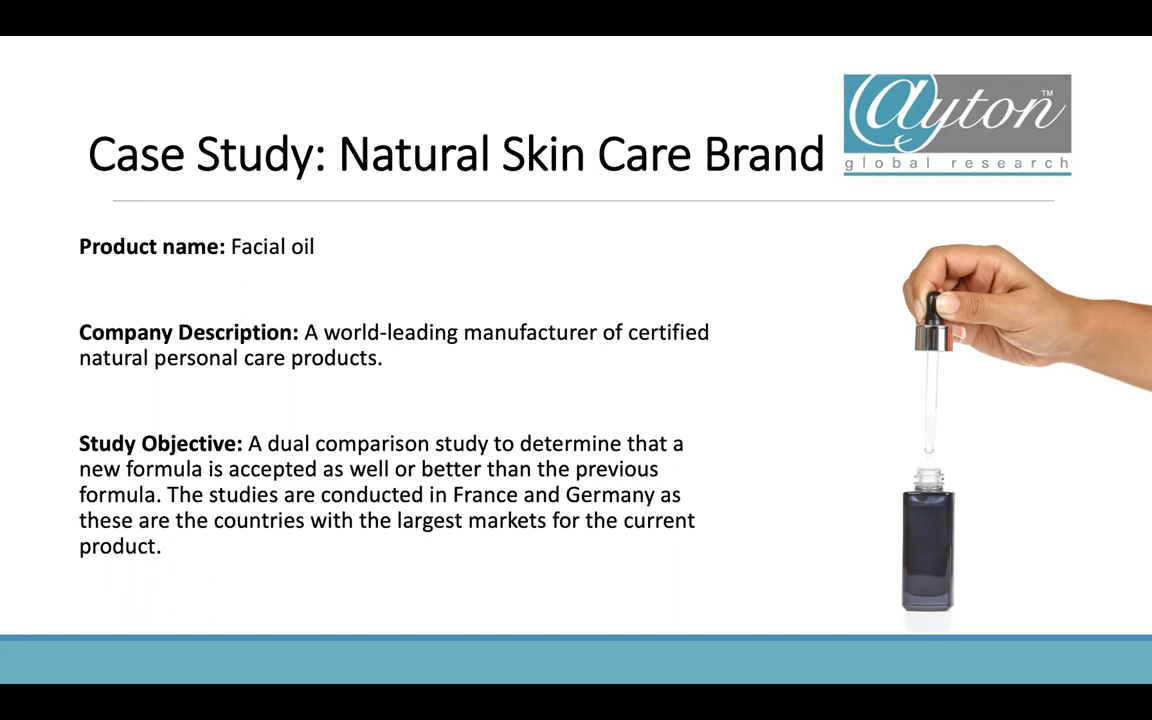 @yton™
global research
Case Study: Natural Skin Care Brand
Product name: Facial oil
Company Description: A world-leading manufacturer of certified
natural personal care products.
Study Objective: A dual comparison study to determine that a
new formula is accepted as well or better than the previous
formula. The studies are conducted in France and Germany as
these are the countries with the largest markets for the current
product.